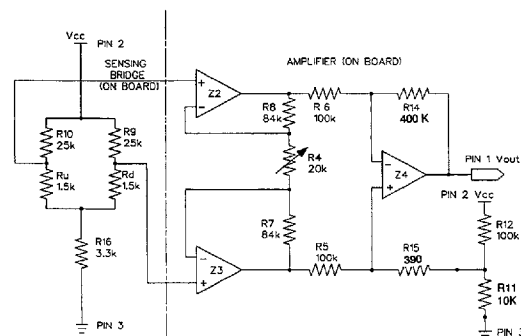 Vcc
PIN 2
SENSING
BRIDGE
(ON BOARD)
AMPLIFIER (ON BOARD)
R10
25k
R9
25k
Ru
1.5k
Rd
1.5k
R16
3.3k
PIN 3
Z2
R8
84k
R6
100k
R14
400 K
R4
20k
Z4
PIN 1 Vout
PIN 2 Vcc
R7
84k
R12
100k
Z3
R5
100k
R15
390
R11
10K
PIN 3